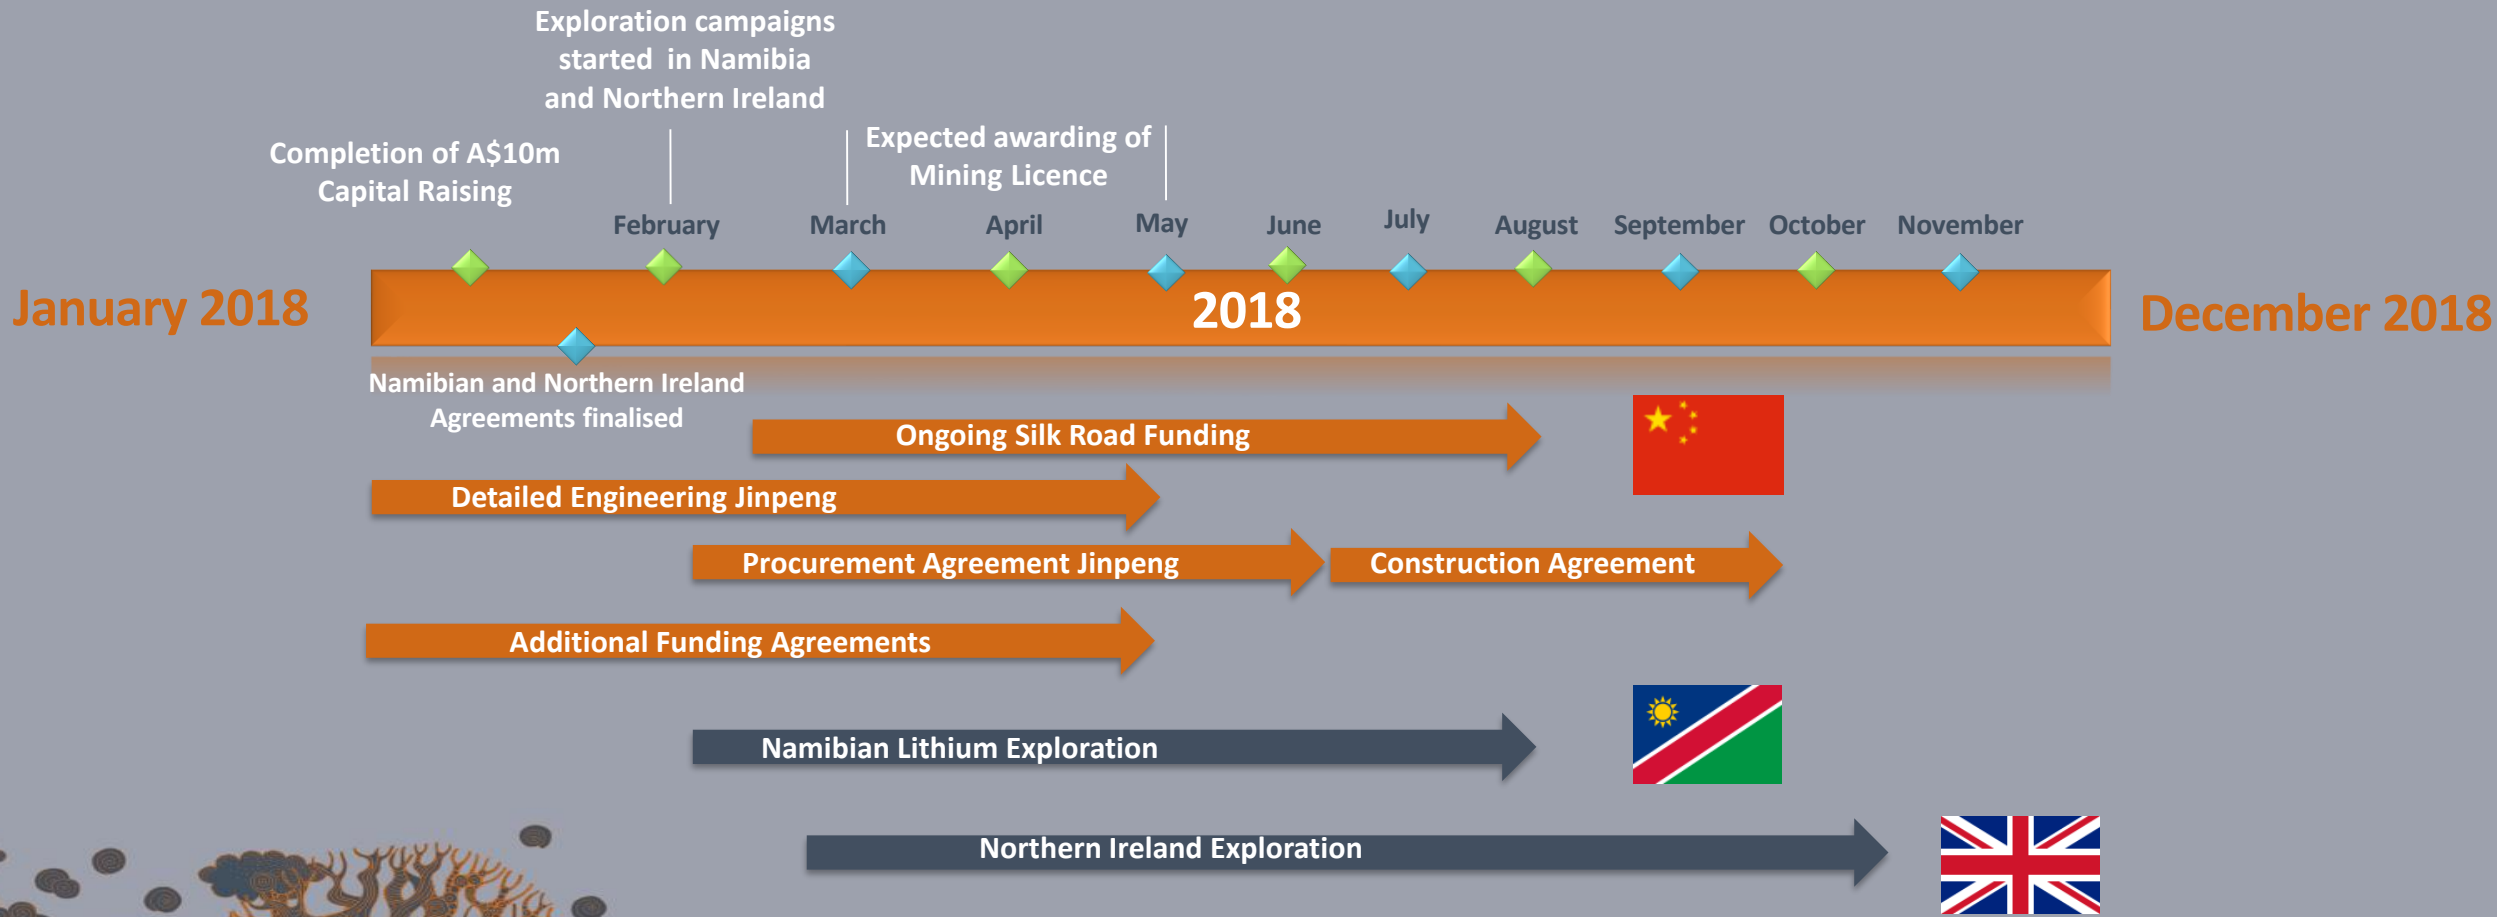 Exploration campaigns
started in Namibia
and Northern Ireland
Completion of A$10m
Capital Raising
Expected awarding of
Mining Licence
February March April May June July August September October November
January 2018
2018
December 2018
Namibian and Northern Ireland
Agreements finalised
Ongoing Silk Road Funding
Detailed Engineering Jinpeng
Procurement Agreement Jinpeng
Construction Agreement
Additional Funding Agreements
Namibian Lithium Exploration
Northern Ireland Exploration